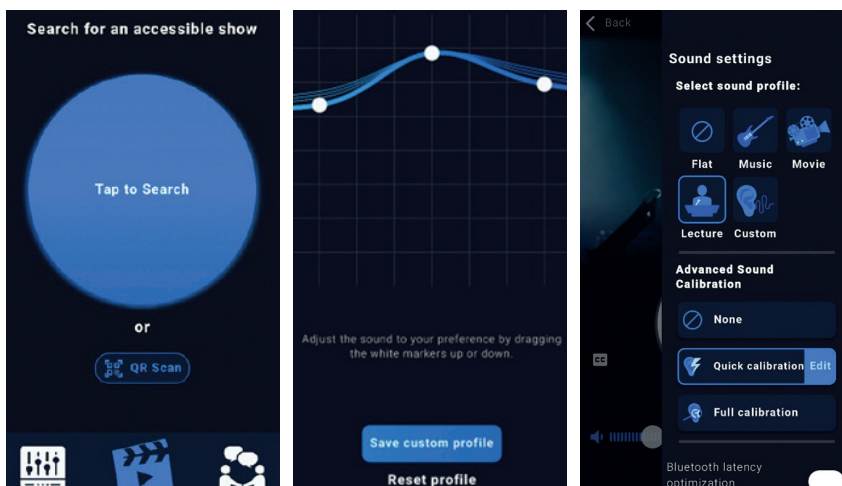 Search for an accessible show
Tap to Search
or
QR Scan
Adjust the sound to your preference by dragging
the white markers up or down.
Save custom profile
Reset profile
Back
Sound settings
Select sound profile:
Flat Music Movie
Lecture Custom
Advanced Sound
Calibration
None
Quick calibration Edit
Full calibration
CC
Bluetooth latency
optimization